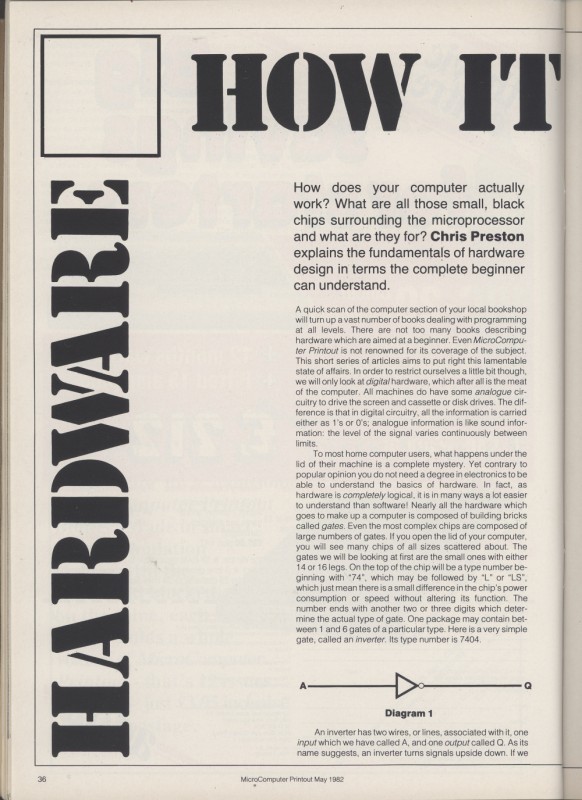 HOW IT
HARDWARE
How does your computer actually
work? What are all those small, black
chips surrounding the microprocessor
and what are they for? Chris Preston
explains the fundamentals of hardware
design in terms the complete beginner
can understand.
A quick scan of the computer section of your local bookshop
will turn up a vast number of books dealing with programming
at all levels. There are not too many books describing
hardware which are aimed at a beginner. Even MicroCompu-
ter Printout is not renowned for its coverage of the subject.
This short series of articles aims to put right this lamentable
state of affairs. In order to restrict ourselves a little bit though,
we will only look at digital hardware, which after all is the meat
of the computer. All machines do have some analogue cir-
cuitry to drive the screen and cassette or disk drives. The dif-
ference is that in digital circuitry, all the information is carried
either as 1's or 0's; analogue information is like sound infor-
mation: the level of the signal varies continuously between
limits.
To most home computer users, what happens under the
lid of their machine is a complete mystery. Yet contrary to
popular opinion you do not need a degree in electronics to be
able to understand the basics of hardware. In fact, as
hardware is completely logical, it is in many ways a lot easier
to understand than software! Nearly all the hardware which
goes to make up a computer is composed of building bricks
called gates. Even the most complex chips are composed of
large numbers of gates. If you open the lid of your computer,
you will see many chips of all sizes scattered about. The
gates we will be looking at first are the small ones with either
14 or 16 legs. On the top of the chip will be a type number be-
ginning with "74", which may be followed by "L" or "LS",
which just mean there is a small difference in the chip's power
consumption or speed without altering its function. The
number ends with another two or three digits which deter-
mine the actual type of gate. One package may contain bet-
ween 1 and 6 gates of a particular type. Here is a very simple
gate, called an inverter. Its type number is 7404.
A Q
Diagram 1
An inverter has two wires, or lines, associated with it, one
input which we have called A, and one output called Q. As its
name suggests, an inverter turns signals upside down. If we
36 MicroComputer Printout May 1982